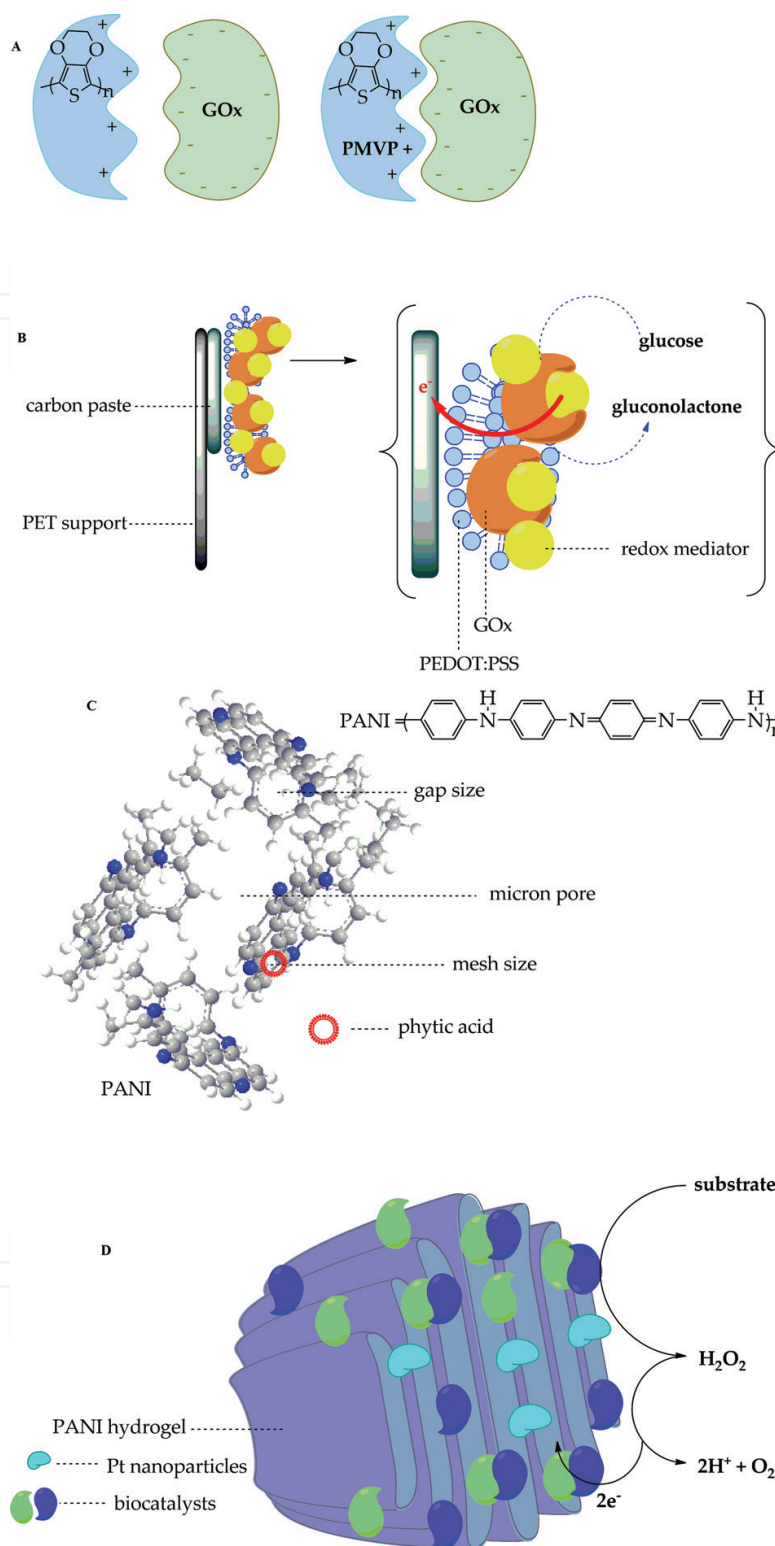 A
O O
S n
+ + + +
GOx
O O
S n
+ + +
PMVP +
GOx
B
carbon paste
PET support
e-
glucose
gluconolactone
redox mediator
GOx
PEDOT:PSS
C
PANI = ( H N N N H N ) n
gap size
micron pore
mesh size
phytic acid
PANI
D
substrate
H2O2
PANI hydrogel
Pt nanoparticles
biocatalysts
2e-
2H+ + O2